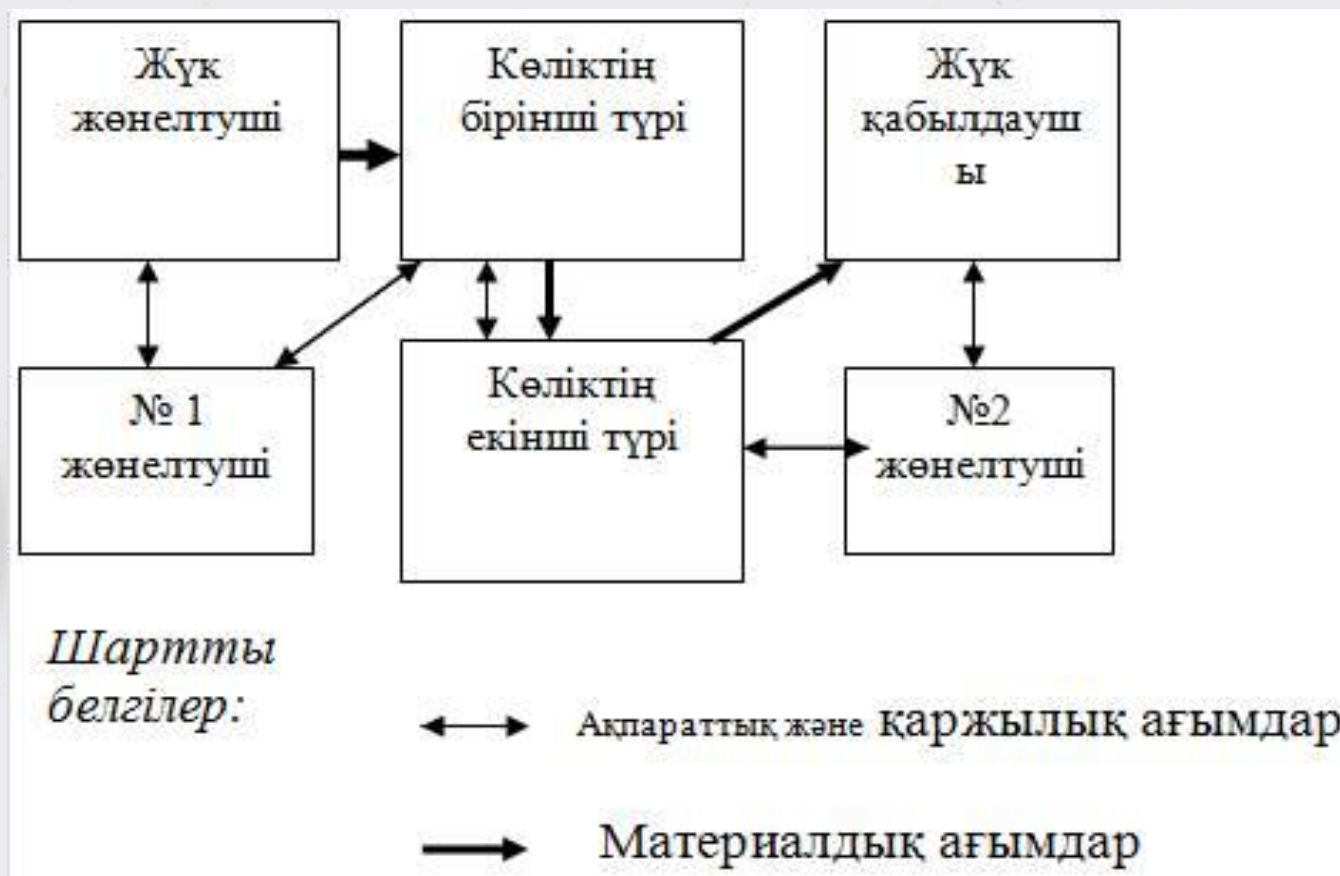 Жүк
жөнелтуші
Көліктің
бірінші түрі
Жүк
қабылдауш
ы
№ 1
жөнелтуші
Көліктің
екінші түрі
№2
жөнелтуші
Шартты
белгілер:
Ақпараттық және қаржылық ағымдар
Материалдық ағымдар